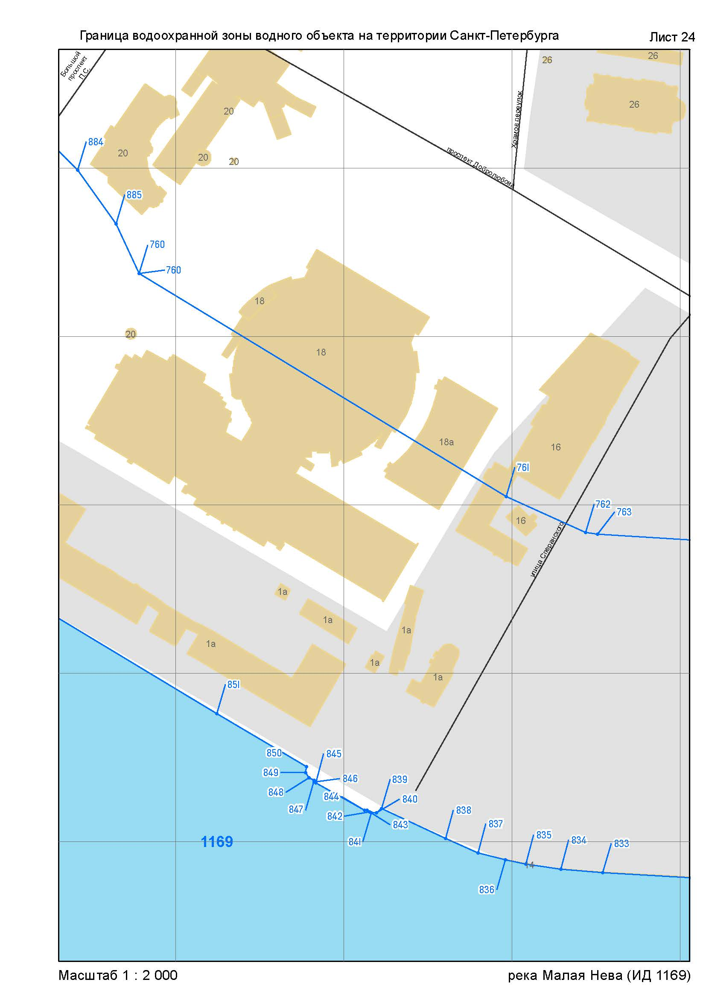 Граница водоохранной зоны водного объекта на территории Санкт-Петербурга
Лист 24
Большой
проспект
П.С.
26
26
26
20
Храмов переулок
884
20
20
20
проспект Добролюбова
885
760
760
18
20
18
18а
16
761
762
763
16
улица Сперанского
1а
1а
1а
1а
1а
1а
851
850
845
849
846
839
848
844
840
847
842
838
843
837
841
1169
835
834
833
14
836
Масштаб 1 : 2 000
река Малая Нева (ИД 1169)